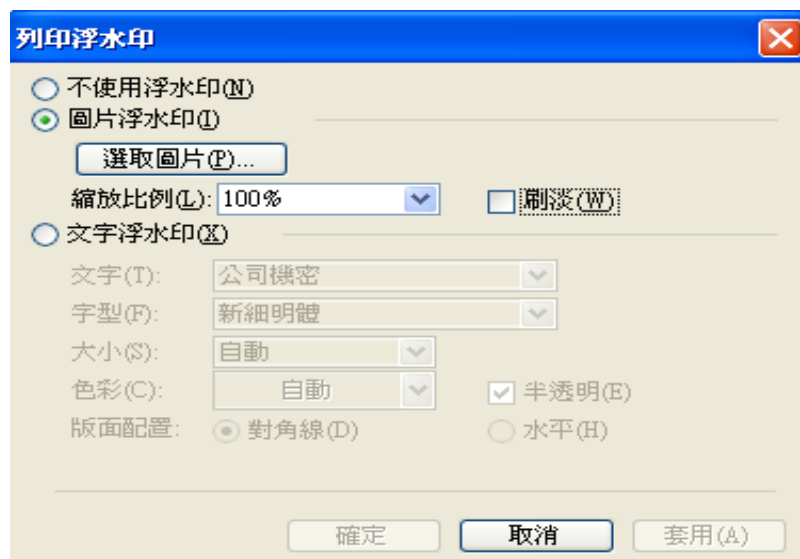 列印浮水印
不使用浮水印(N)
圖片浮水印(I)
選取圖片(P)...
縮放比例(L): 100% 刷淡(W)
文字浮水印(X)
文字(T): 公司機密
字型(F): 新細明體
大小(S): 自動
色彩(C): 自動 半透明(E)
版面配置: 對角線(D) 水平(H)
確定 取消 套用(A)